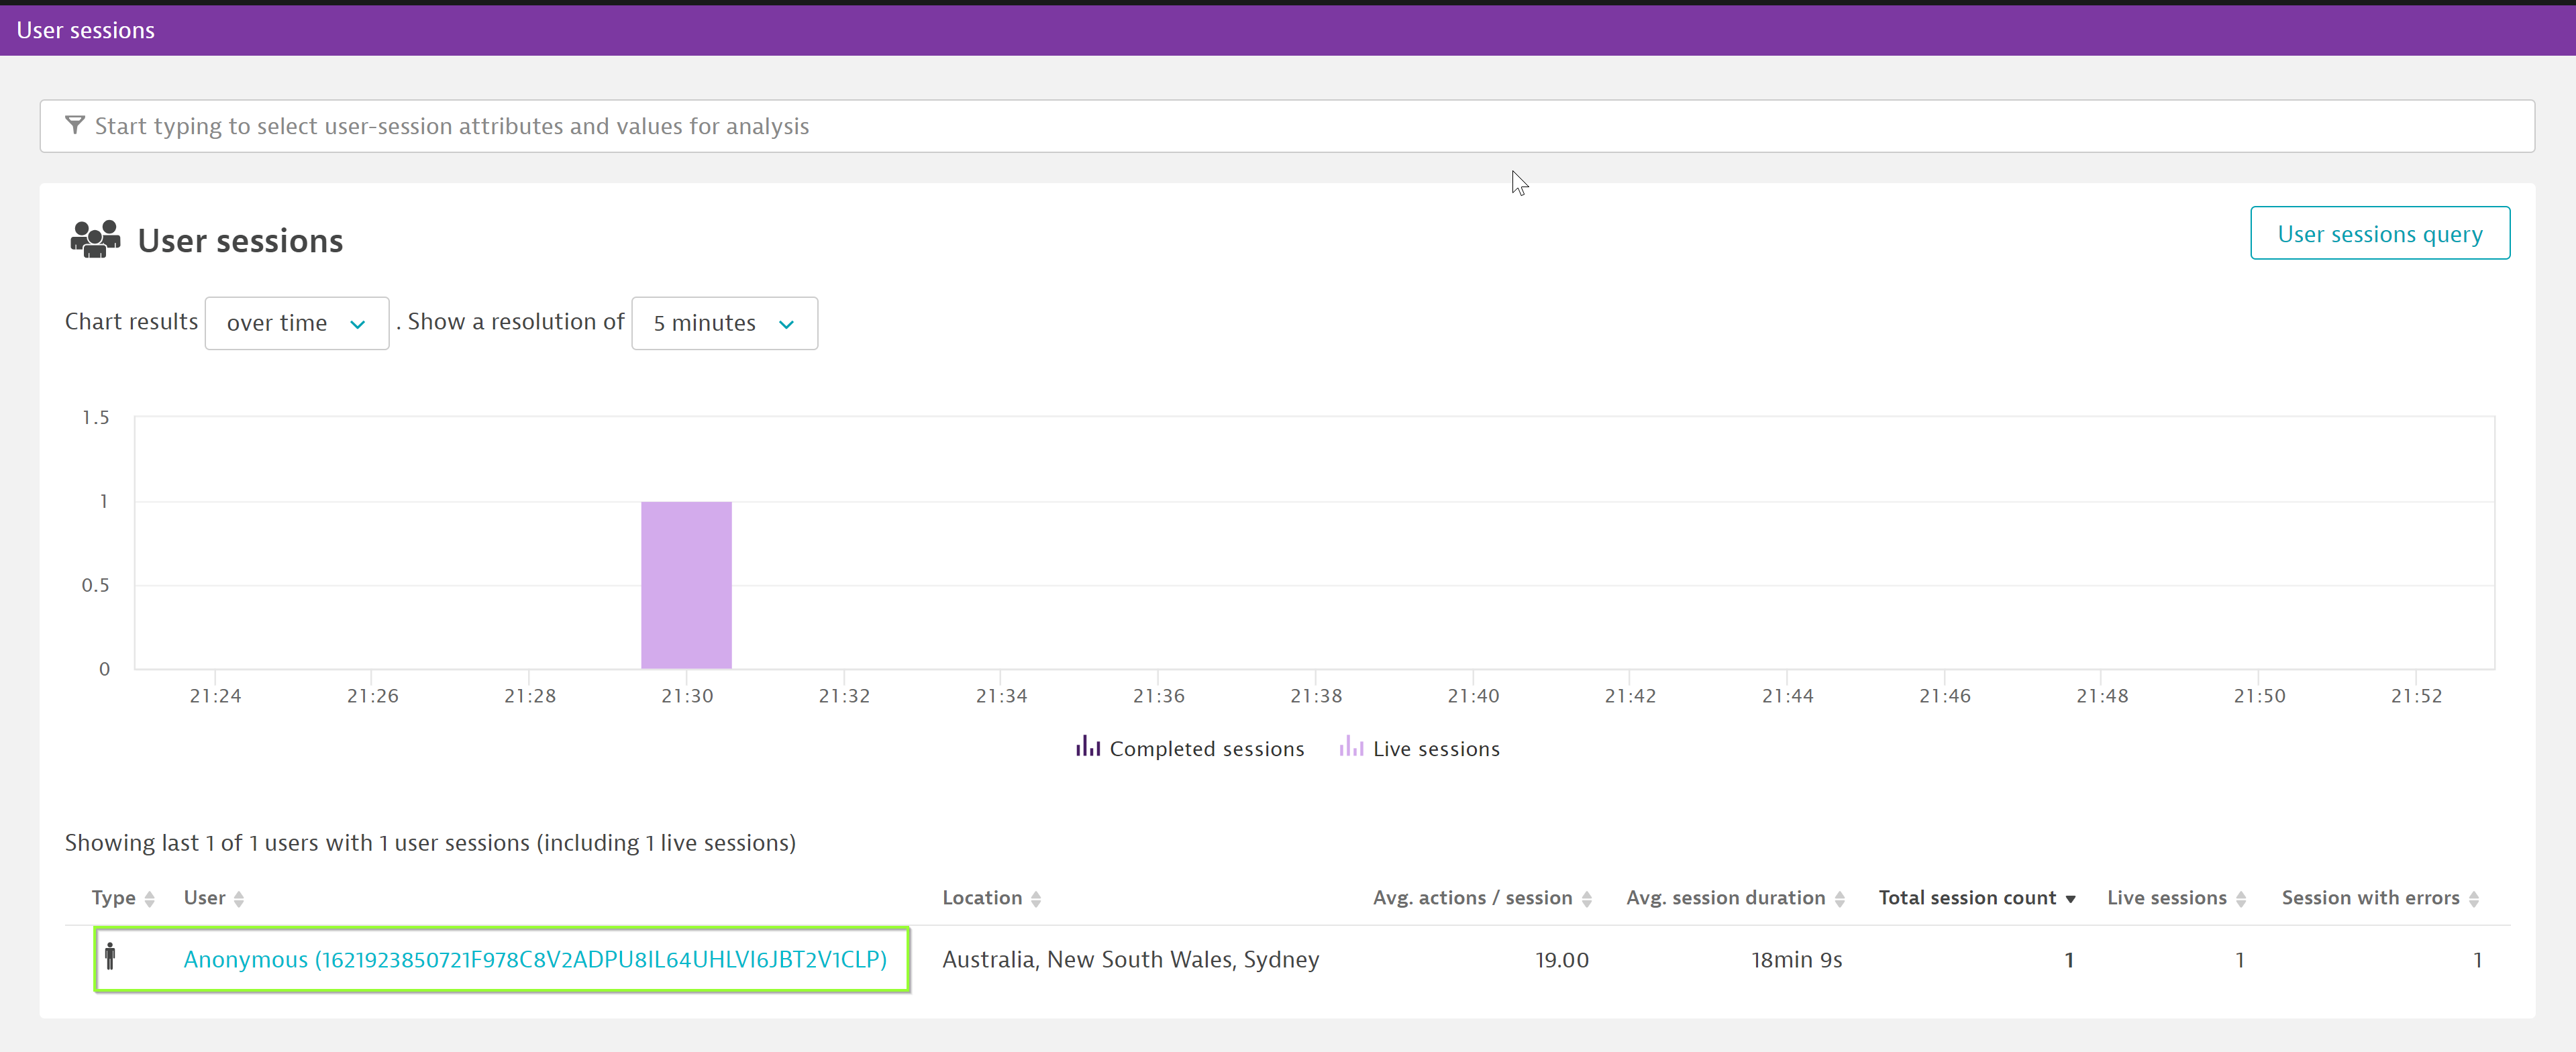 User sessions
Start typing to select user-session attributes and values for analysis
User sessions
User sessions query
Chart results over time . Show a resolution of 5 minutes
1.5
1
0.5
0
21:24 21:26 21:28 21:30 21:32 21:34 21:36 21:38 21:40 21:42 21:44 21:46 21:48 21:50 21:52
Completed sessions Live sessions
Showing last 1 of 1 users with 1 user sessions (including 1 live sessions)
Type User Location Avg. actions / session Avg. session duration Total session count Live sessions Session with errors
Anonymous (1621923850721F978C8V2ADPU8IL64UHLVI6JBT2V1CLP) Australia, New South Wales, Sydney 19.00 18min 9s 1 1 1